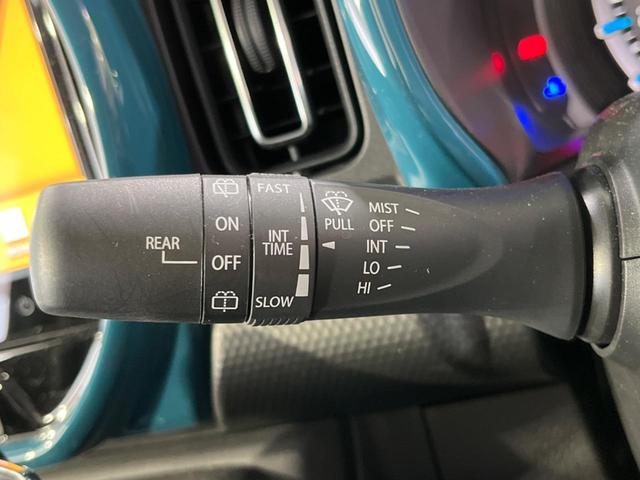 REAR
ON
OFF
FAST
INT
TIME
SLOW
PULL
MIST
OFF
INT
LO
HI